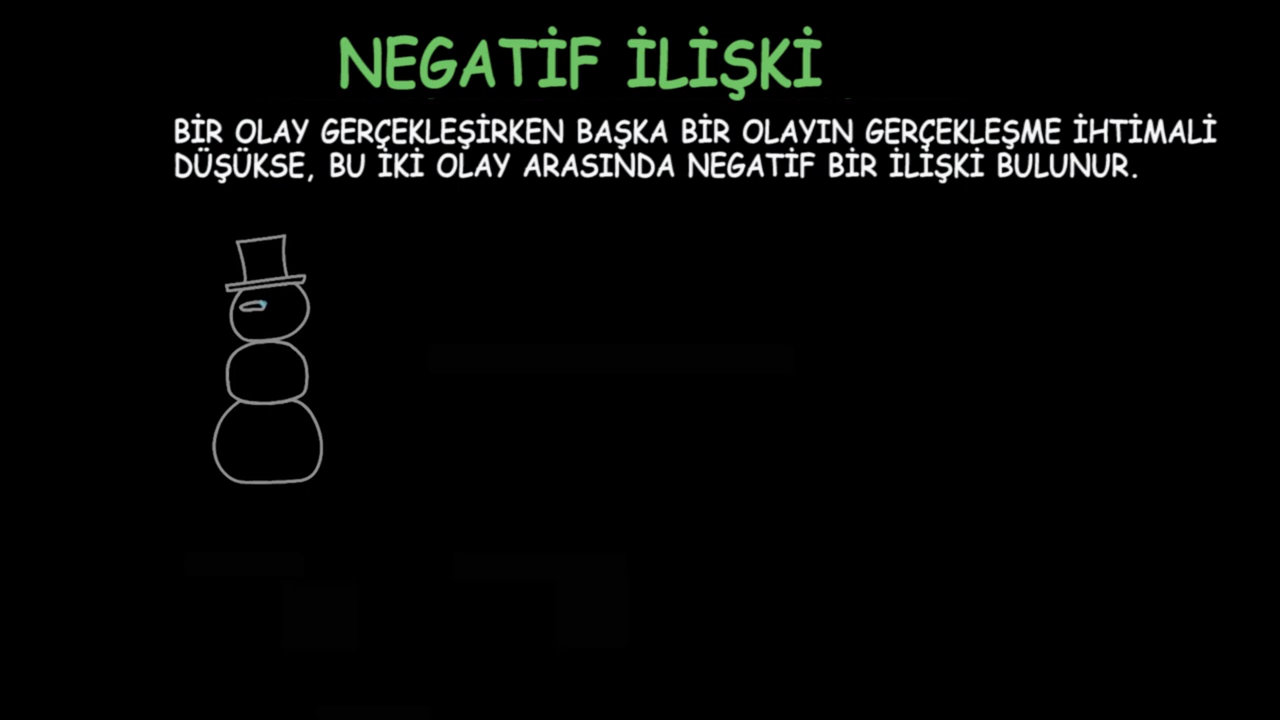 NEGATİF İLİŞKİ
BİR OLAY GERÇEKLEŞİRKEN BAŞKA BİR OLAYIN GERÇEKLEŞME İHTİMALİ
DÜŞÜKSE, BU İKİ OLAY ARASINDA NEGATİF BİR İLİŞKİ BULUNUR.